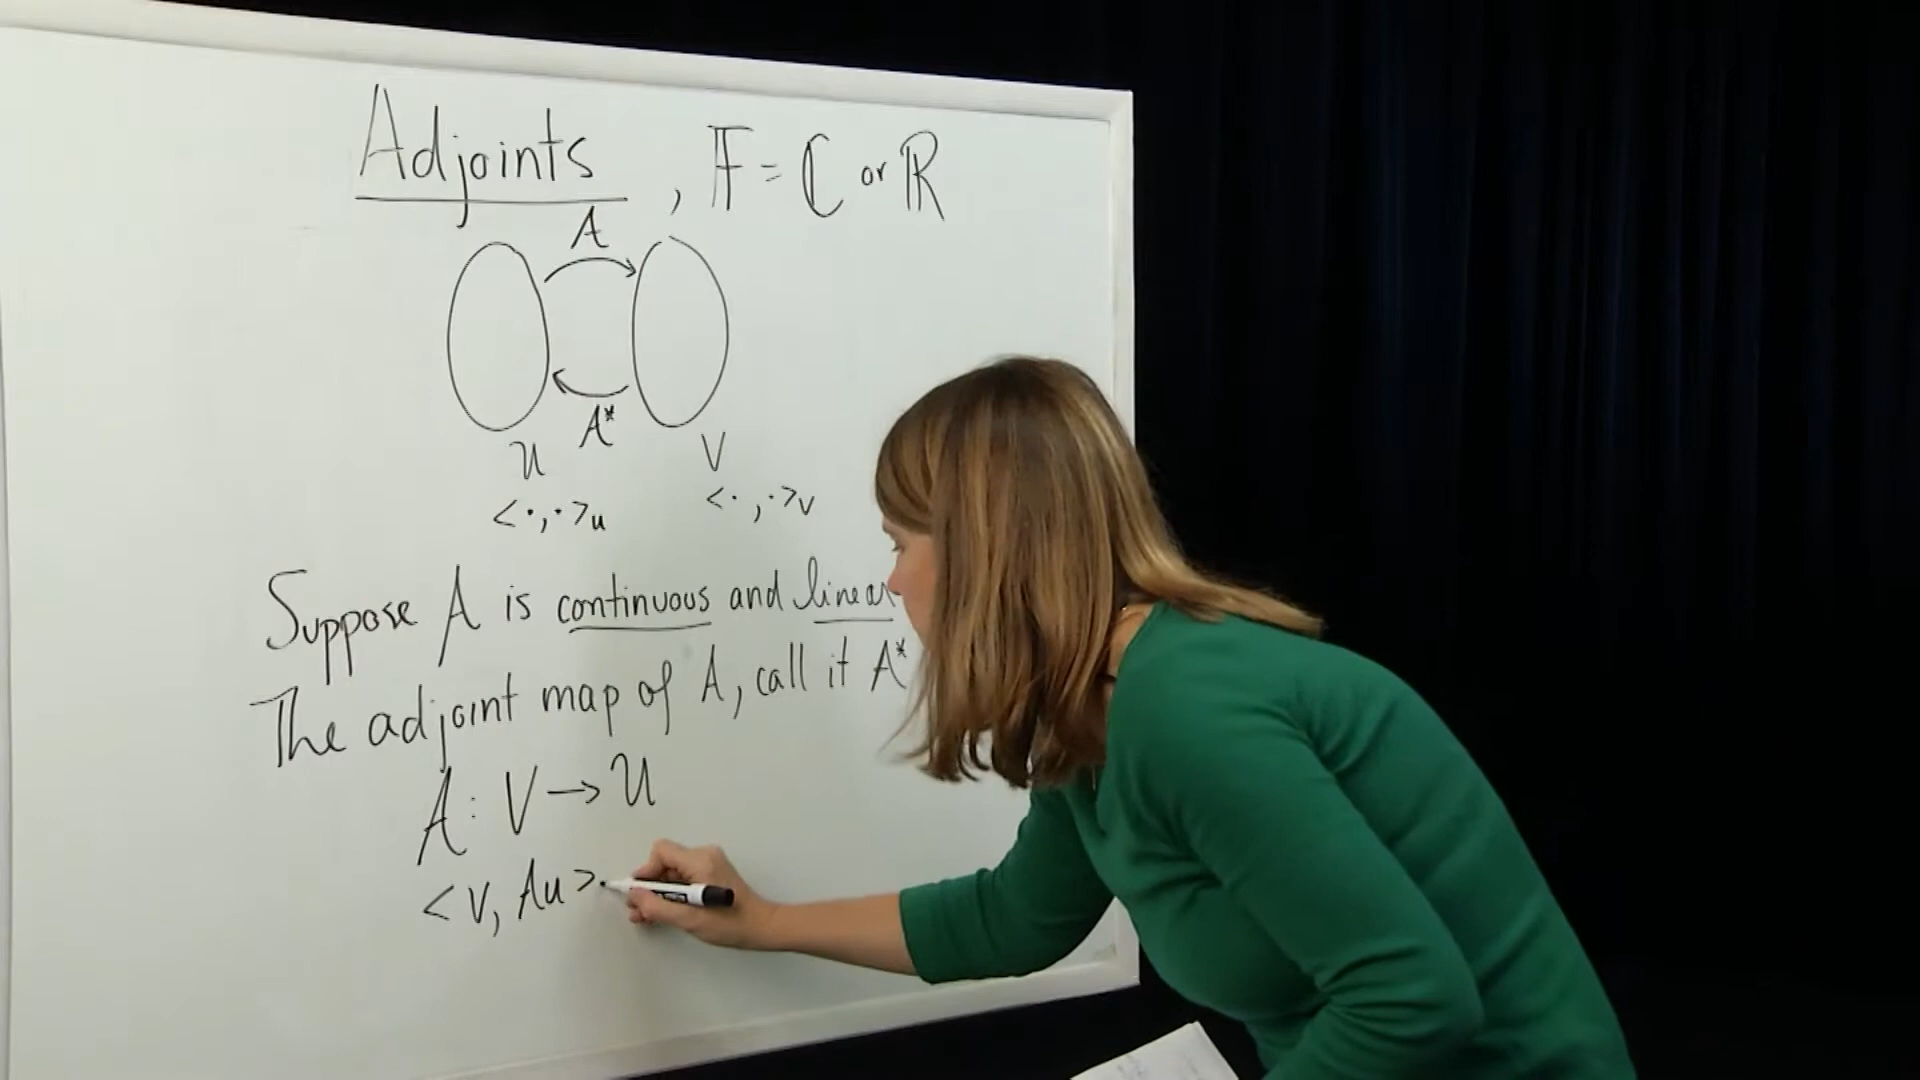 Adjoints , 𝔽 = ℂ or ℝ
A
A*
U V
<·,·>u <·,·>v
Suppose A is continuous and linear
The adjoint map of A, call it A*
A : V → U
< v, Au >